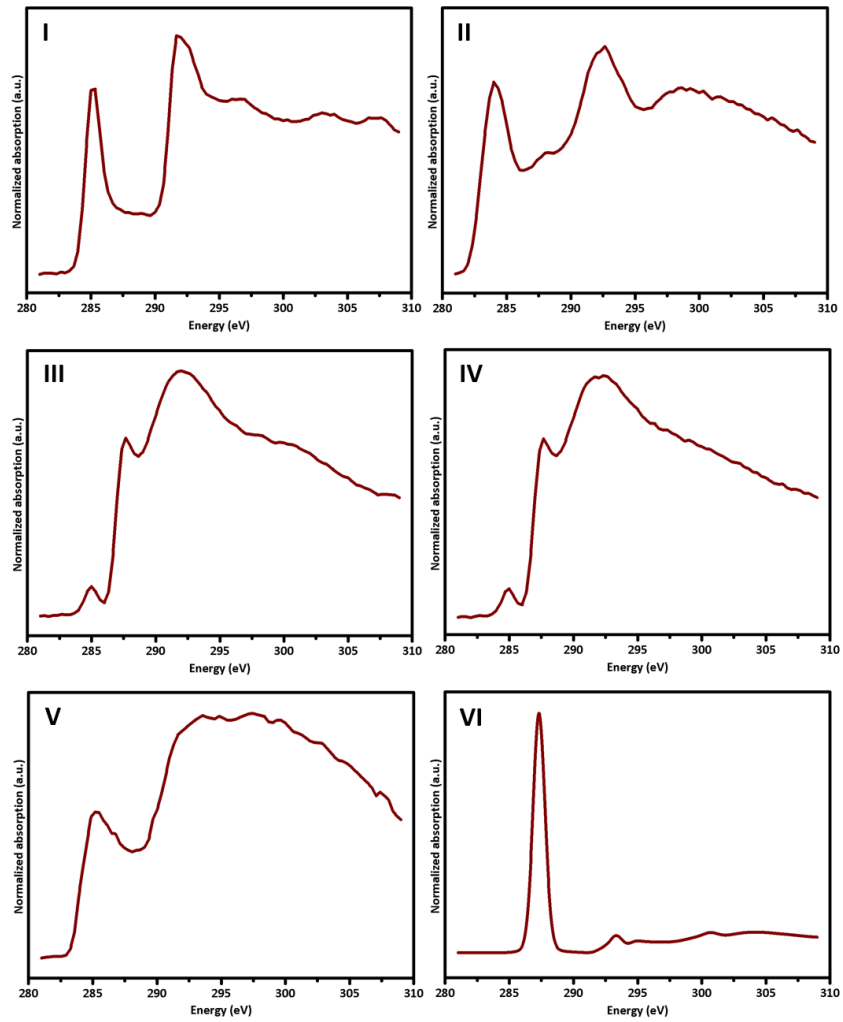 I
Normalized absorption (a.u.)
280 285 290 295 300 305 310
Energy (eV)
II
Normalized absorption (a.u.)
280 285 290 295 300 305 310
Energy (eV)
III
Normalized absorption (a.u.)
280 285 290 295 300 305 310
Energy (eV)
IV
Normalized absorption (a.u.)
280 285 290 295 300 305 310
Energy (eV)
V
Normalized absorption (a.u.)
280 285 290 295 300 305 310
Energy (eV)
VI
Normalized absorption (a.u.)
280 285 290 295 300 305 310
Energy (eV)